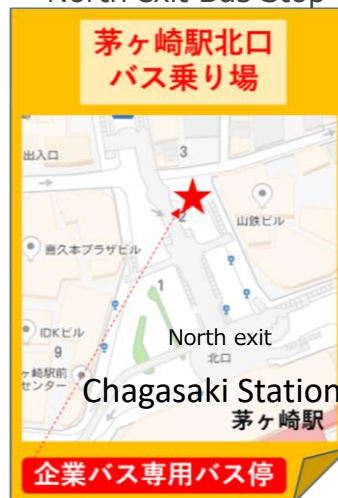 North exit Bus Stop
茅ヶ崎駅北口
バス乗り場
出入口
3
2
山鉄ビル
喜久本プラザビル
1
IDKビル
9
North exit
北口
ヶ崎駅前
センター
Chagasaki Station
茅ヶ崎駅
企業バス専用バス停